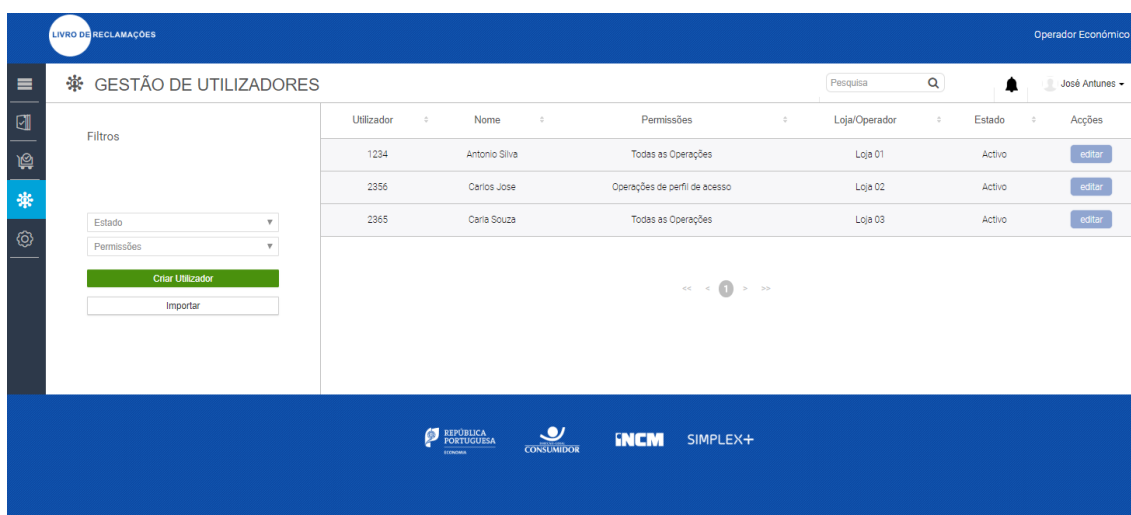 LIVRO DE RECLAMAÇÕES
Operador Económico
GESTÃO DE UTILIZADORES
Pesquisa
José Antunes
Filtros
Estado
Permissões
Criar Utilizador
Importar
Utilizador Nome Permissões Loja/Operador Estado Acções
1234 Antonio Silva Todas as Operações Loja 01 Activo editar
2356 Carlos Jose Operações de perfil de acesso Loja 02 Activo editar
2365 Carla Souza Todas as Operações Loja 03 Activo editar
<< < 1 > >>
REPÚBLICA
PORTUGUESA
ECONOMIA
CONSUMIDOR
INCM
SIMPLEX+